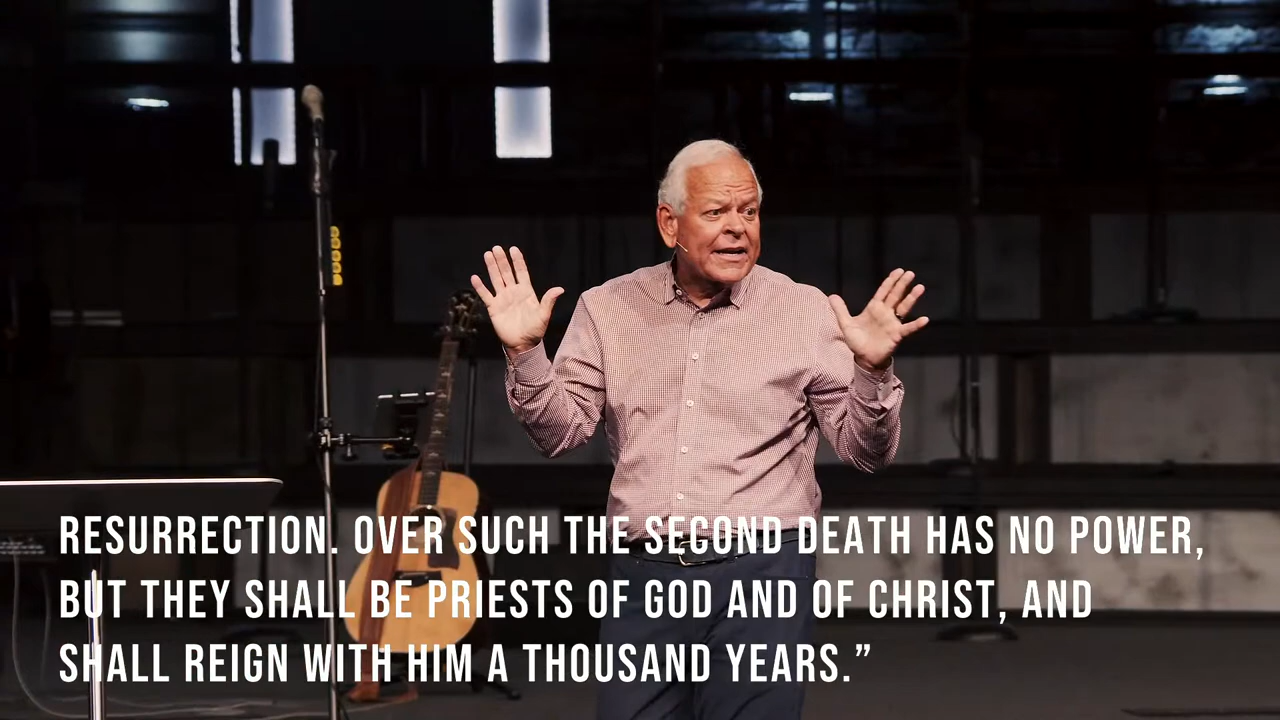 RESURRECTION. OVER SUCH THE SECOND DEATH HAS NO POWER,
BUT THEY SHALL BE PRIESTS OF GOD AND OF CHRIST, AND
SHALL REIGN WITH HIM A THOUSAND YEARS.”